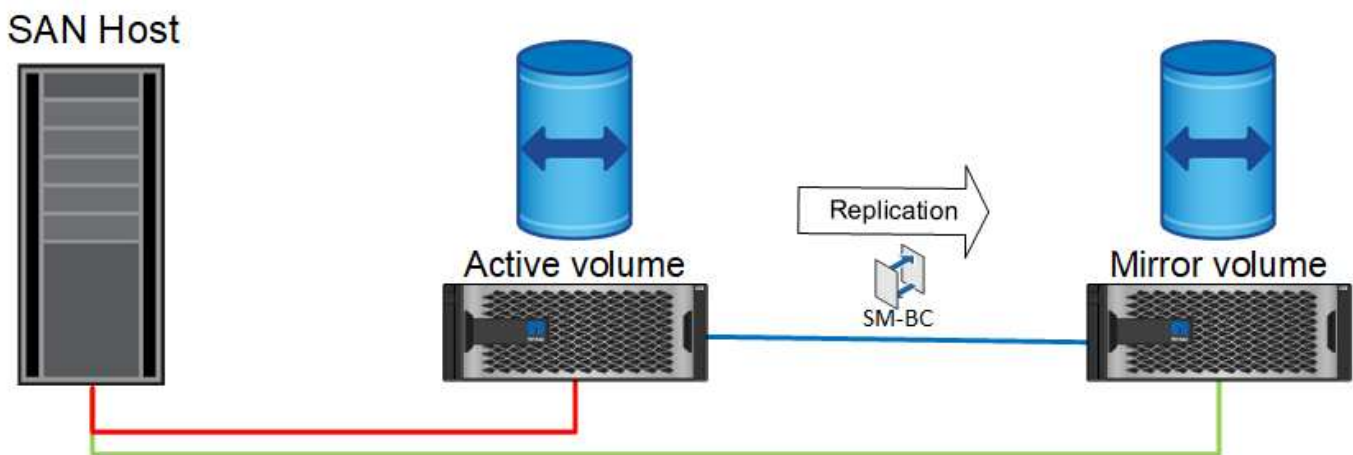 SAN Host
Replication
Active volume
Mirror volume
SM-BC